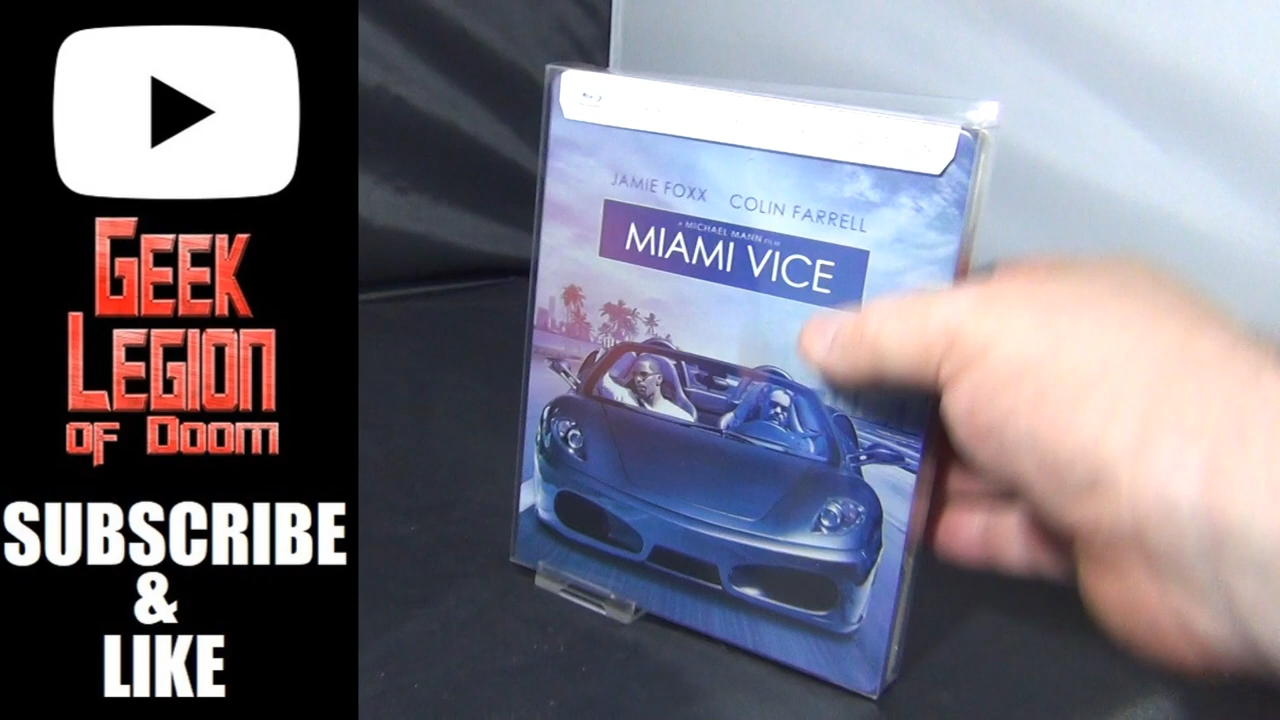 GEEK
LEGION
OF DOOM
SUBSCRIBE
&
LIKE
JAMIE FOXX COLIN FARRELL
A MICHAEL MANN FILM
MIAMI VICE